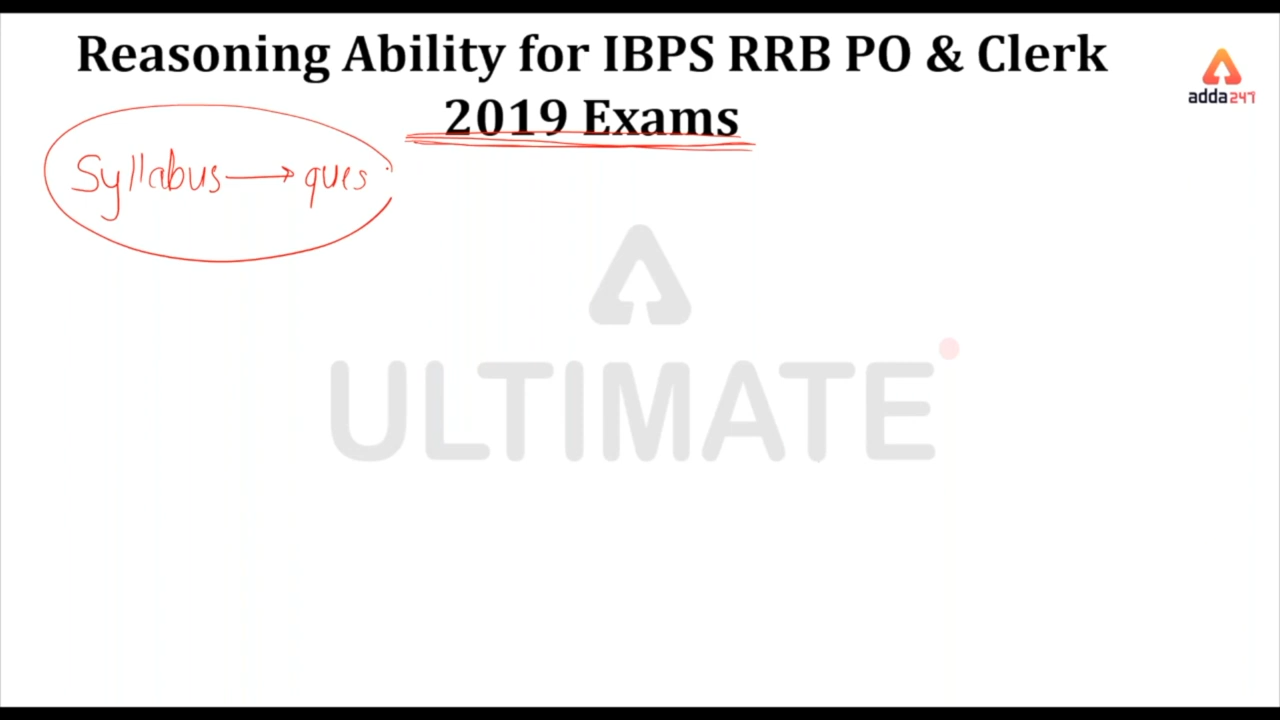 Reasoning Ability for IBPS RRB PO & Clerk
2019 Exams
adda247
Syllabus → ques
ULTIMATE